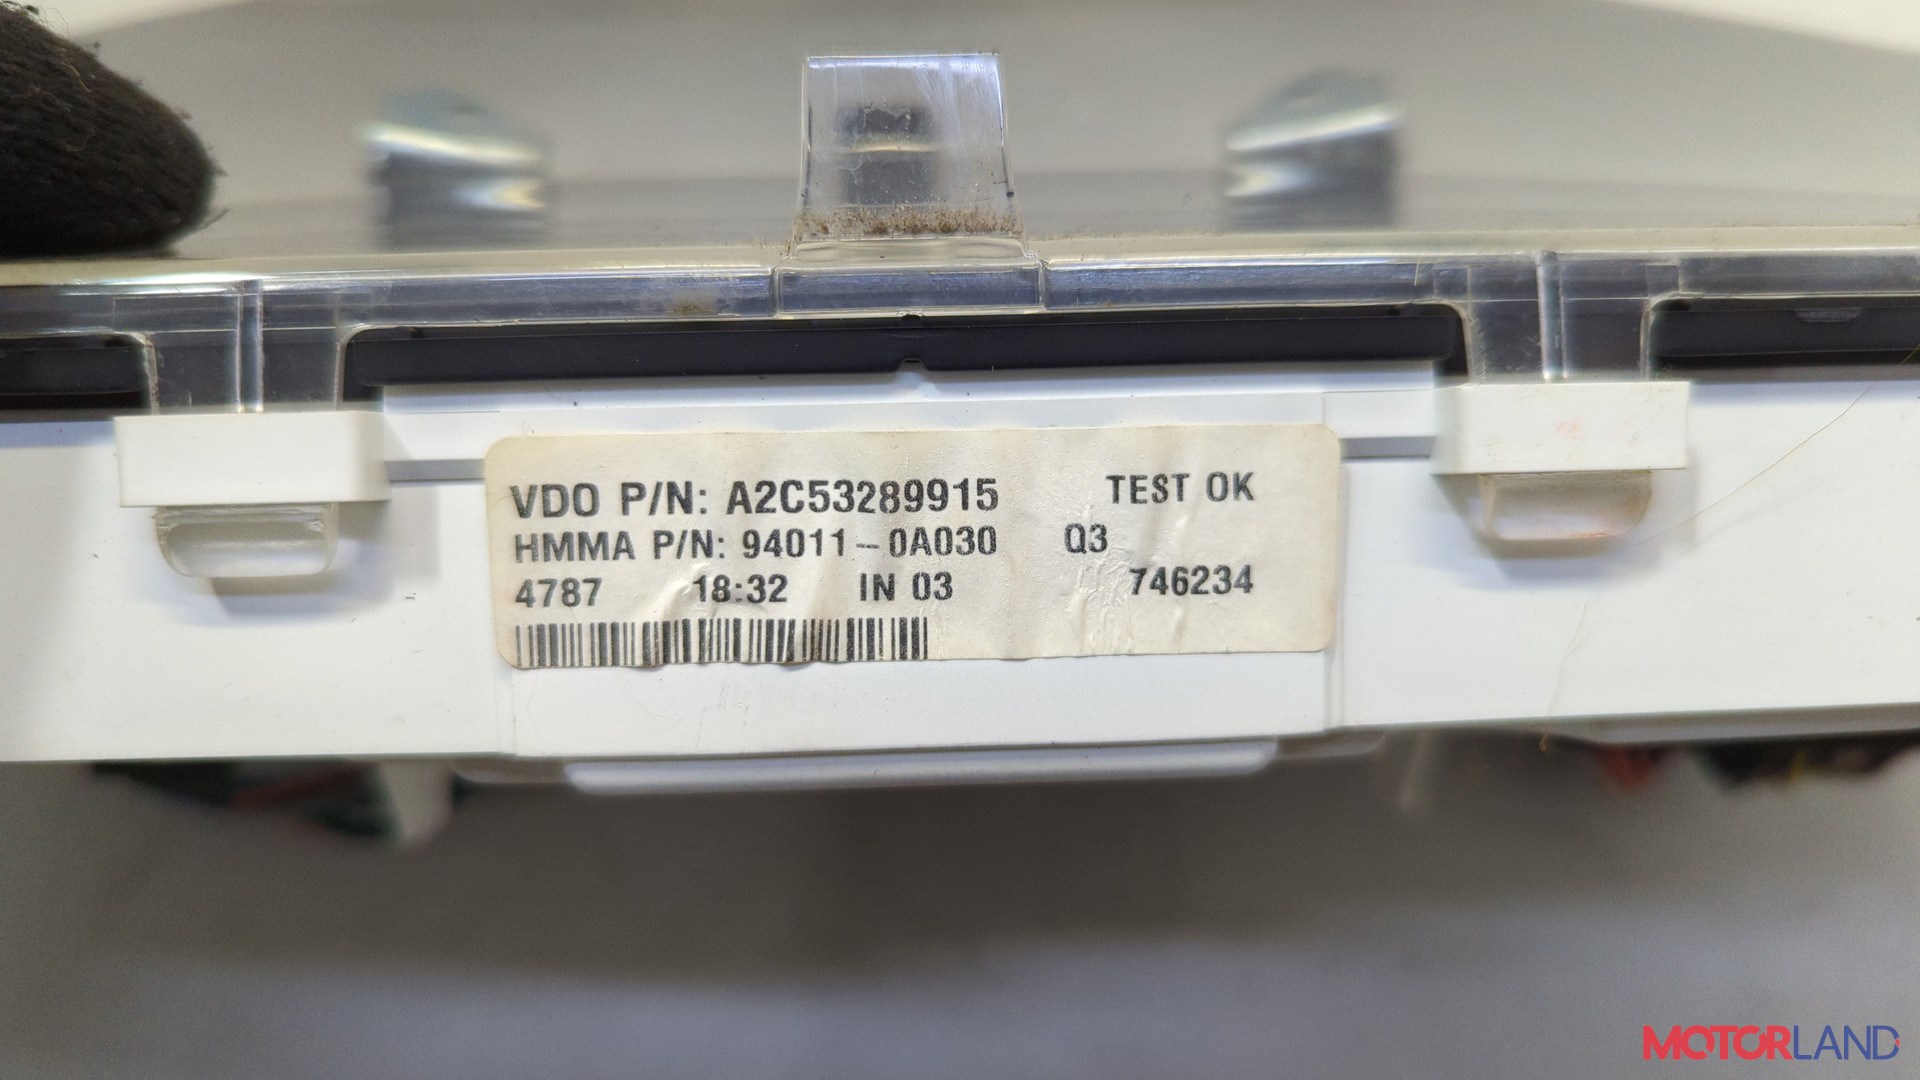 VDO P/N: A2C53289915 TEST OK
HMMA P/N: 94011-0A030 Q3
4787 18:32 IN 03 746234
MOTORLAND